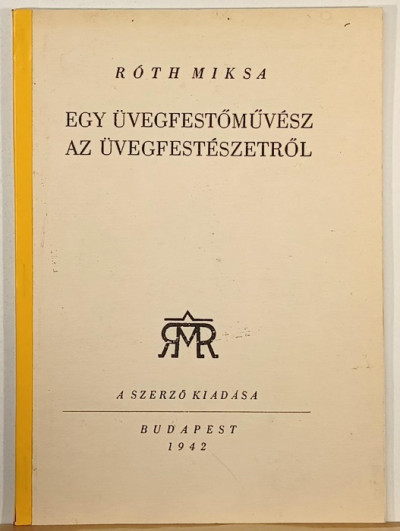 RÓTH MIKSA
EGY ÜVEGFESTŐMŰVÉSZ
AZ ÜVEGFESTÉSZETRŐL
RMR
A SZERZŐ KIADÁSA
BUDAPEST
1942